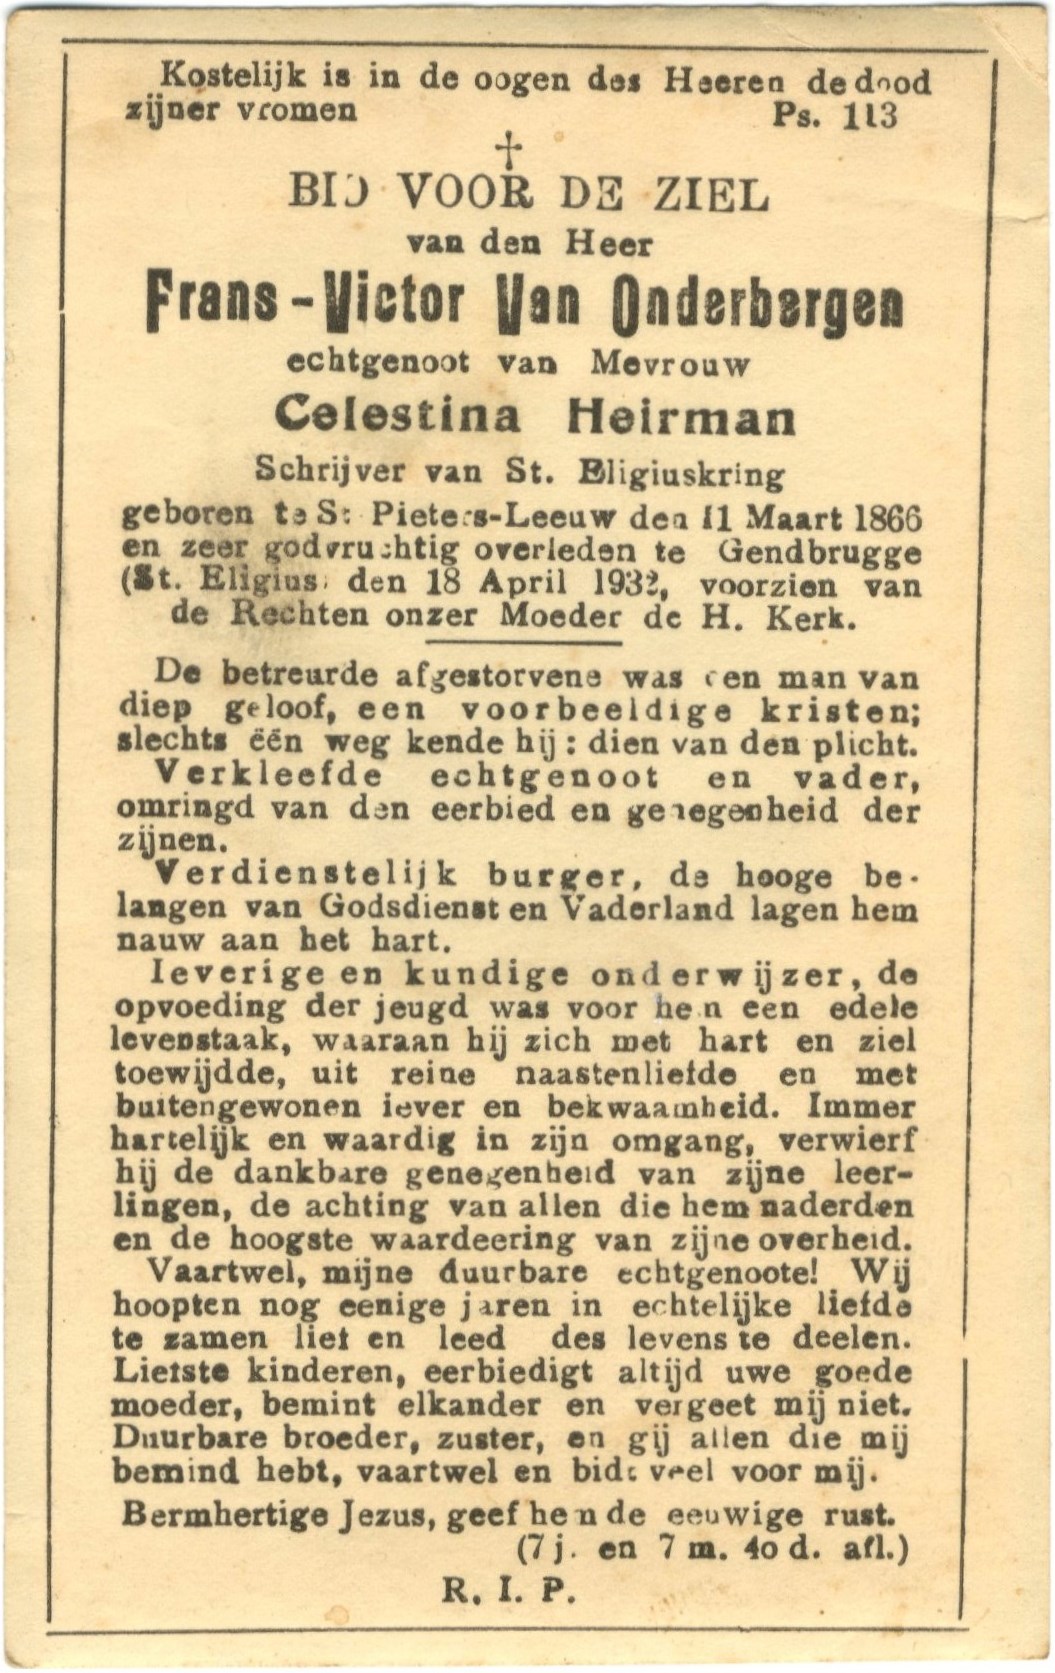 Kostelijk is in de oogen des Heeren de dood
zijner vromen Ps. 113
BID VOOR DE ZIEL
van den Heer
Frans-Victor Van Onderbergen
echtgenoot van Mevrouw
Celestina Heirman
Schrijver van St. Eligiuskring
geboren te St Pieters-Leeuw den 11 Maart 1866
en zeer godvruchtig overleden te Gendbrugge
(St. Eligius) den 18 April 1932, voorzien van
de Rechten onzer Moeder de H. Kerk.
De betreurde afgestorvene was een man van
diep geloof, een voorbeeldige kristen;
slechts ëën weg kende hij: dien van den plicht.
Verkleefde echtgenoot en vader,
omringd van den eerbied en genegenheid der
zijnen.
Verdienstelijk burger, de hooge be-
langen van Godsdienst en Vaderland lagen hem
nauw aan het hart.
Ieverige en kundige onderwijzer, de
opvoeding der jeugd was voor hem een edele
levenstaak, waaraan hij zich met hart en ziel
toewijdde, uit reine naastenliefde en met
buitengewonen iever en bekwaamheid. Immer
hartelijk en waardig in zijn omgang, verwierf
hij de dankbare genegenheid van zijne leer-
lingen, de achting van allen die hem naderden
en de hoogste waardeering van zijne overheid.
Vaartwel, mijne duurbare echtgenoote! Wij
hoopten nog eenige jaren in echtelijke liefde
te zamen lief en leed des levens te deelen.
Liefste kinderen, eerbiedigt altijd uwe goede
moeder, bemint elkander en vergeet mij niet.
Duurbare broeder, zuster, en gij allen die mij
bemind hebt, vaartwel en bidt veel voor mij.
Bermhertige Jezus, geef hem de eeuwige rust.
(7 j. en 7 m. 40 d. afl.)
R. I. P.